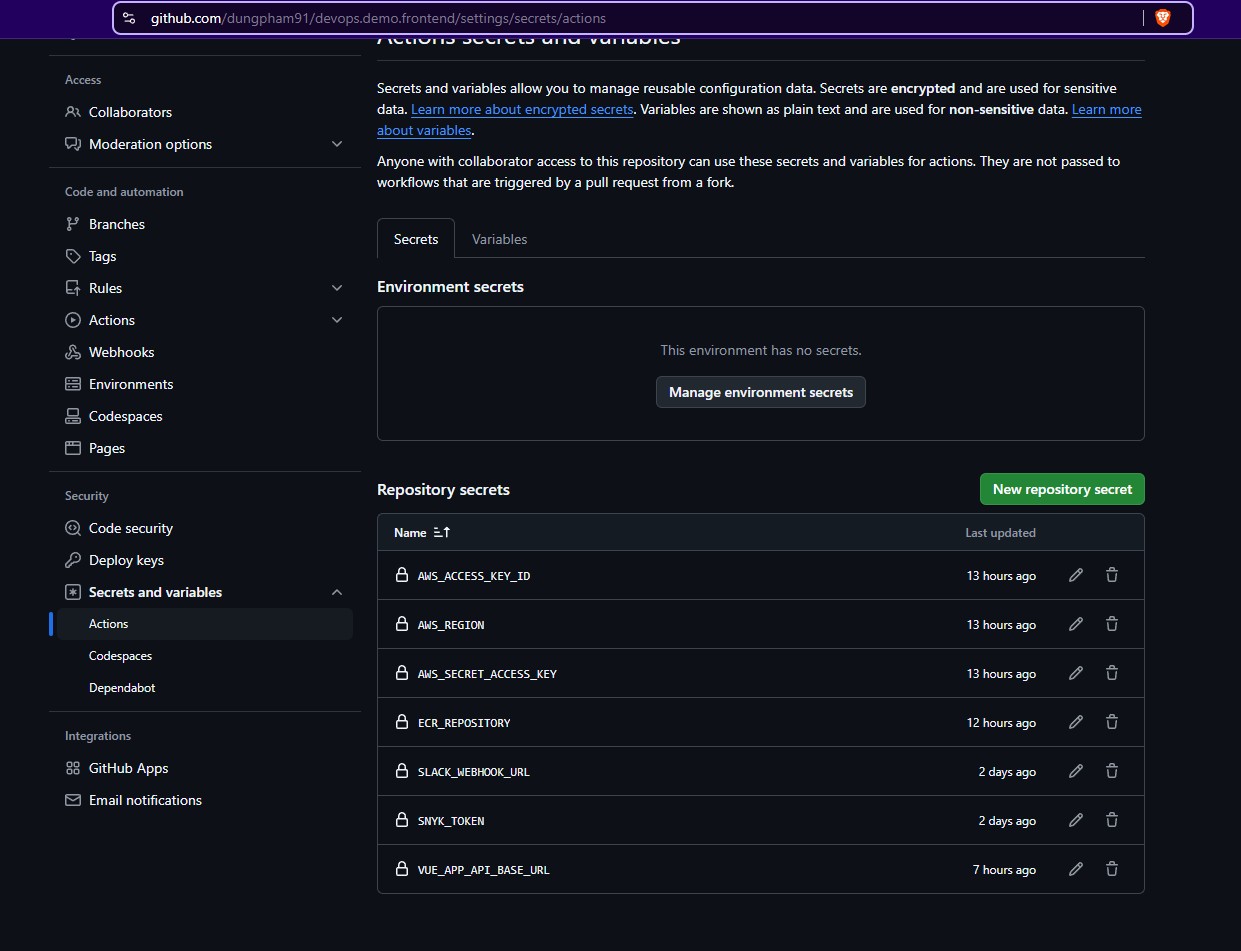 github.com/dungpham91/devops.demo.frontend/settings/secrets/actions
Actions secrets and variables
Access
Collaborators
Moderation options
Code and automation
Branches
Tags
Rules
Actions
Webhooks
Environments
Codespaces
Pages
Security
Code security
Deploy keys
Secrets and variables
Actions
Codespaces
Dependabot
Integrations
GitHub Apps
Email notifications
Secrets and variables allow you to manage reusable configuration data. Secrets are encrypted and are used for sensitive
data. Learn more about encrypted secrets. Variables are shown as plain text and are used for non-sensitive data. Learn more
about variables.
Anyone with collaborator access to this repository can use these secrets and variables for actions. They are not passed to
workflows that are triggered by a pull request from a fork.
Secrets Variables
Environment secrets
This environment has no secrets.
Manage environment secrets
Repository secrets New repository secret
Name Last updated
AWS_ACCESS_KEY_ID 13 hours ago
AWS_REGION 13 hours ago
AWS_SECRET_ACCESS_KEY 13 hours ago
ECR_REPOSITORY 12 hours ago
SLACK_WEBHOOK_URL 2 days ago
SNYK_TOKEN 2 days ago
VUE_APP_API_BASE_URL 7 hours ago